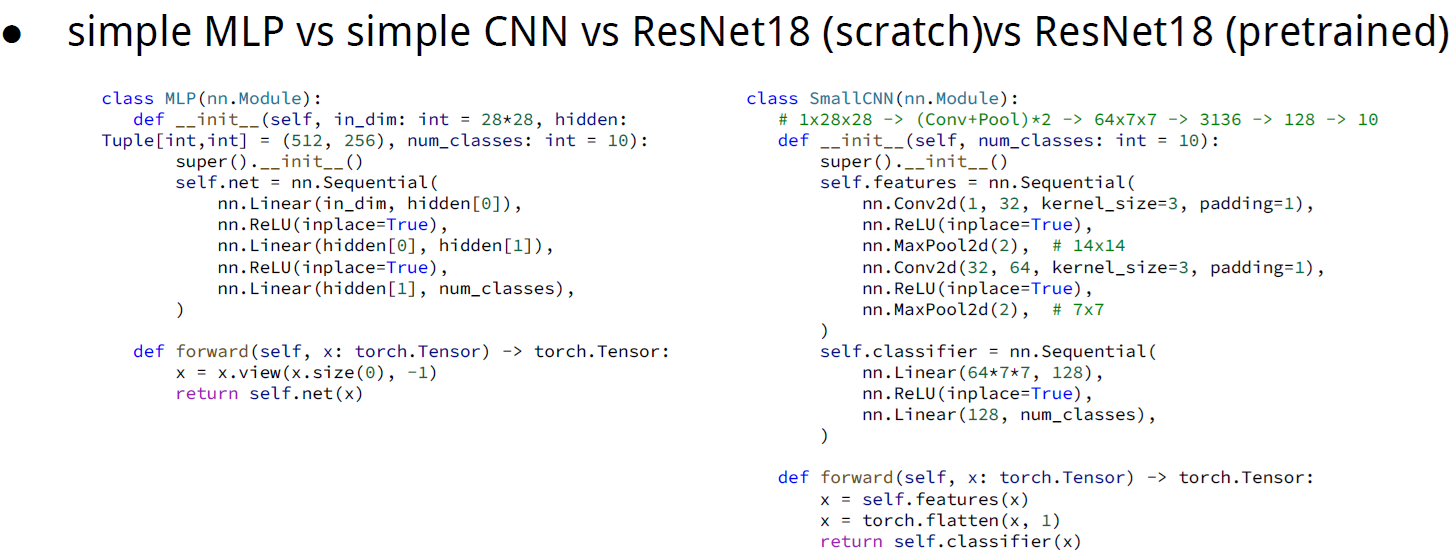 ● simple MLP vs simple CNN vs ResNet18 (scratch)vs ResNet18 (pretrained)
class MLP(nn.Module):
   def __init__(self, in_dim: int = 28*28, hidden:
Tuple[int,int] = (512, 256), num_classes: int = 10):
       super().__init__()
       self.net = nn.Sequential(
           nn.Linear(in_dim, hidden[0]),
           nn.ReLU(inplace=True),
           nn.Linear(hidden[0], hidden[1]),
           nn.ReLU(inplace=True),
           nn.Linear(hidden[1], num_classes),
       )
   def forward(self, x: torch.Tensor) -> torch.Tensor:
       x = x.view(x.size(0), -1)
       return self.net(x)
class SmallCNN(nn.Module):
   # 1x28x28 -> (Conv+Pool)*2 -> 64x7x7 -> 3136 -> 128 -> 10
   def __init__(self, num_classes: int = 10):
       super().__init__()
       self.features = nn.Sequential(
           nn.Conv2d(1, 32, kernel_size=3, padding=1),
           nn.ReLU(inplace=True),
           nn.MaxPool2d(2),  # 14x14
           nn.Conv2d(32, 64, kernel_size=3, padding=1),
           nn.ReLU(inplace=True),
           nn.MaxPool2d(2),  # 7x7
       )
       self.classifier = nn.Sequential(
           nn.Linear(64*7*7, 128),
           nn.ReLU(inplace=True),
           nn.Linear(128, num_classes),
       )
   def forward(self, x: torch.Tensor) -> torch.Tensor:
       x = self.features(x)
       x = torch.flatten(x, 1)
       return self.classifier(x)